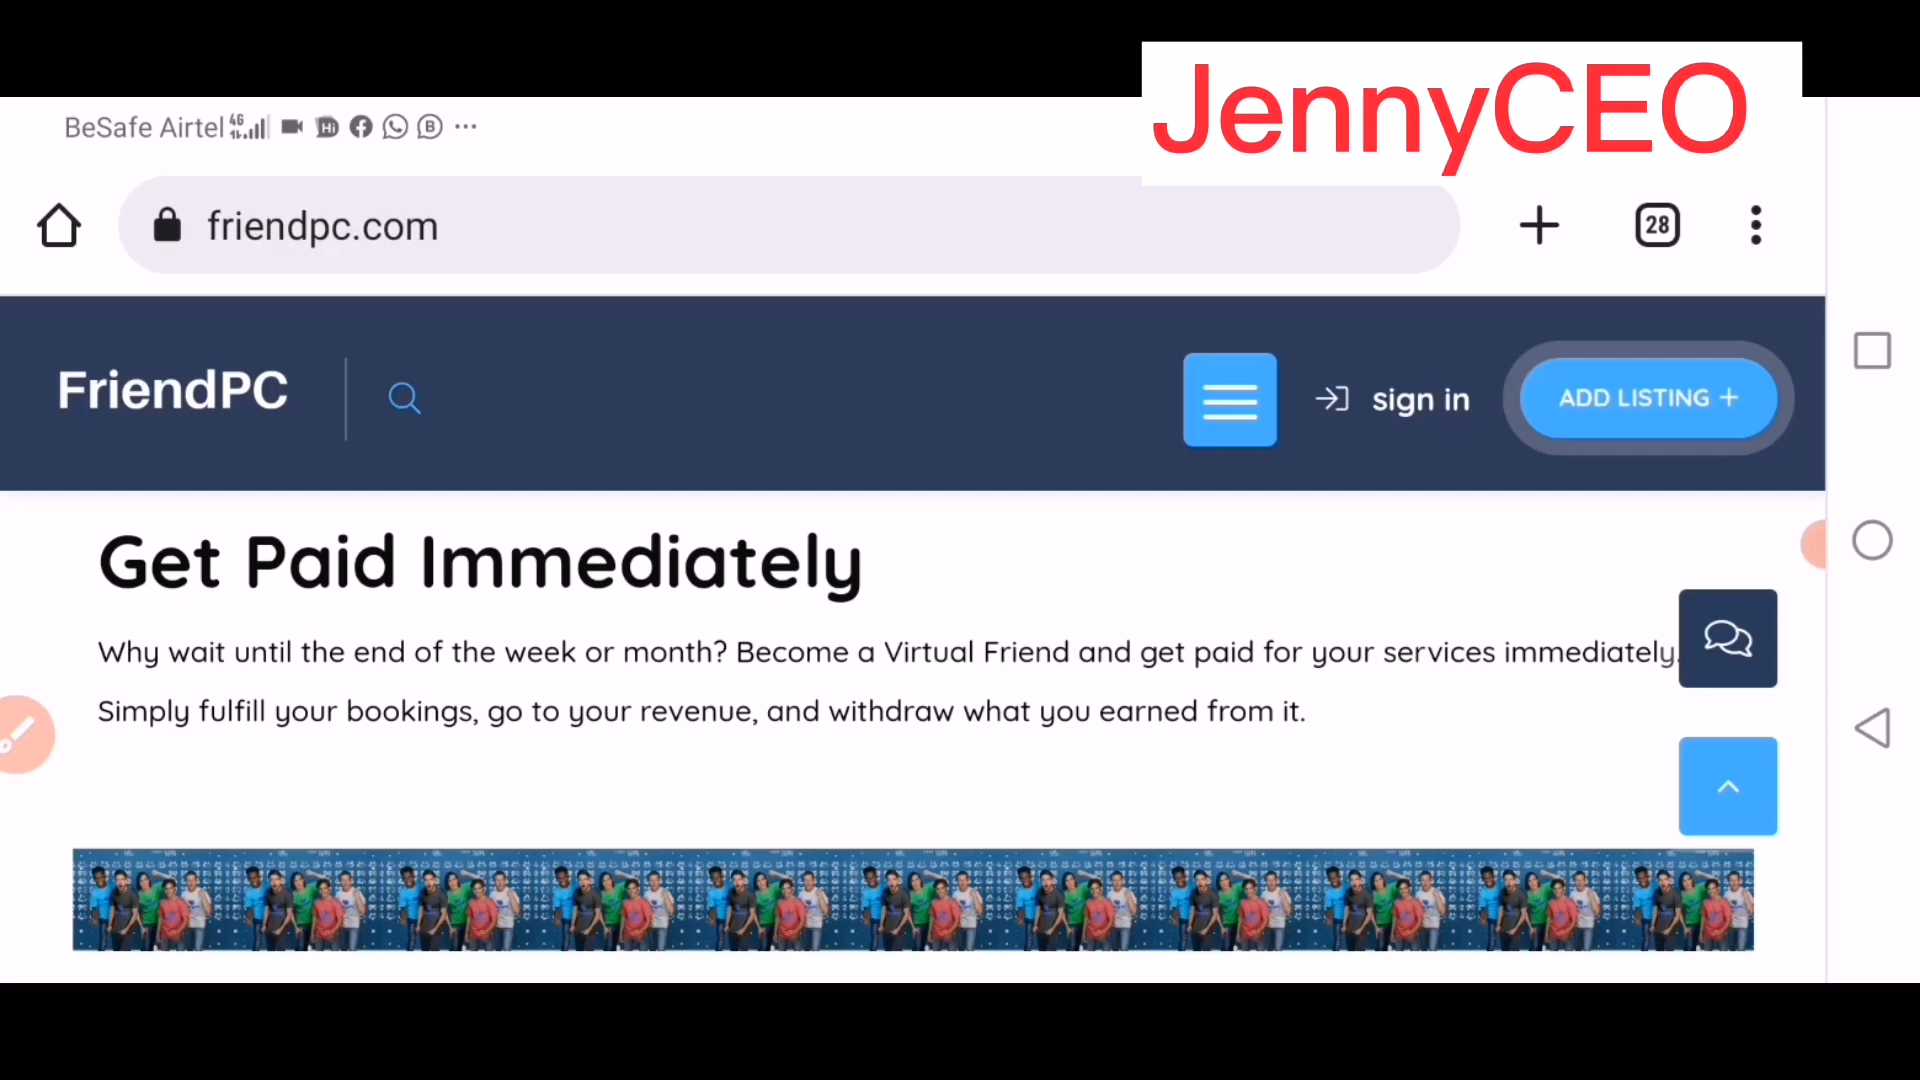 JennyCEO
BeSafe Airtel 4G Hi B
friendpc.com
28
FriendPC
sign in
ADD LISTING +
Get Paid Immediately
Why wait until the end of the week or month? Become a Virtual Friend and get paid for your services immediately.
Simply fulfill your bookings, go to your revenue, and withdraw what you earned from it.